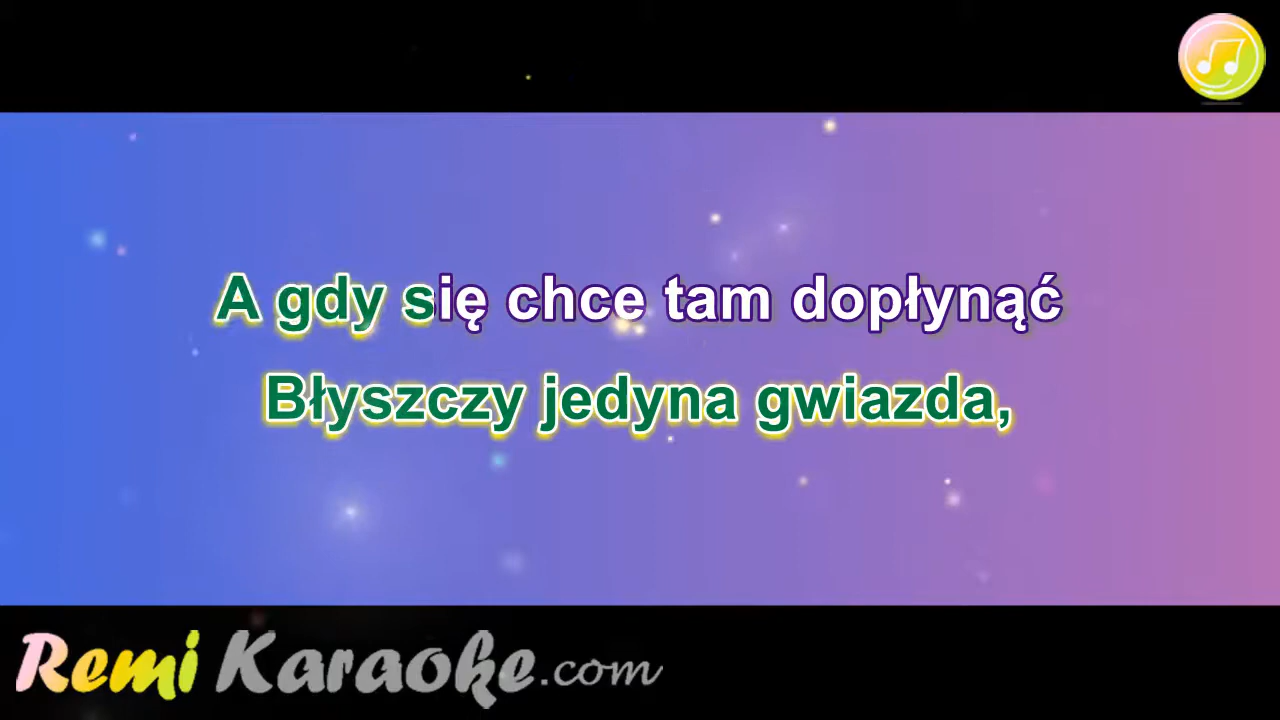 A gdy się chce tam dopłynąć
Błyszczy jedyna gwiazda,
Remi Karaoke.com